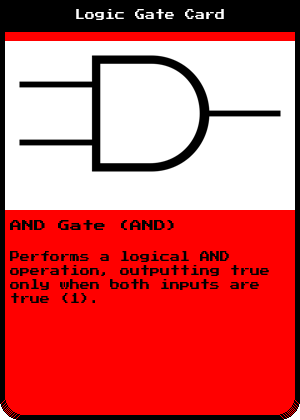 Logic Gate Card
AND Gate (AND)
Performs a logical AND
operation, outputting true
only when both inputs are
true (1).